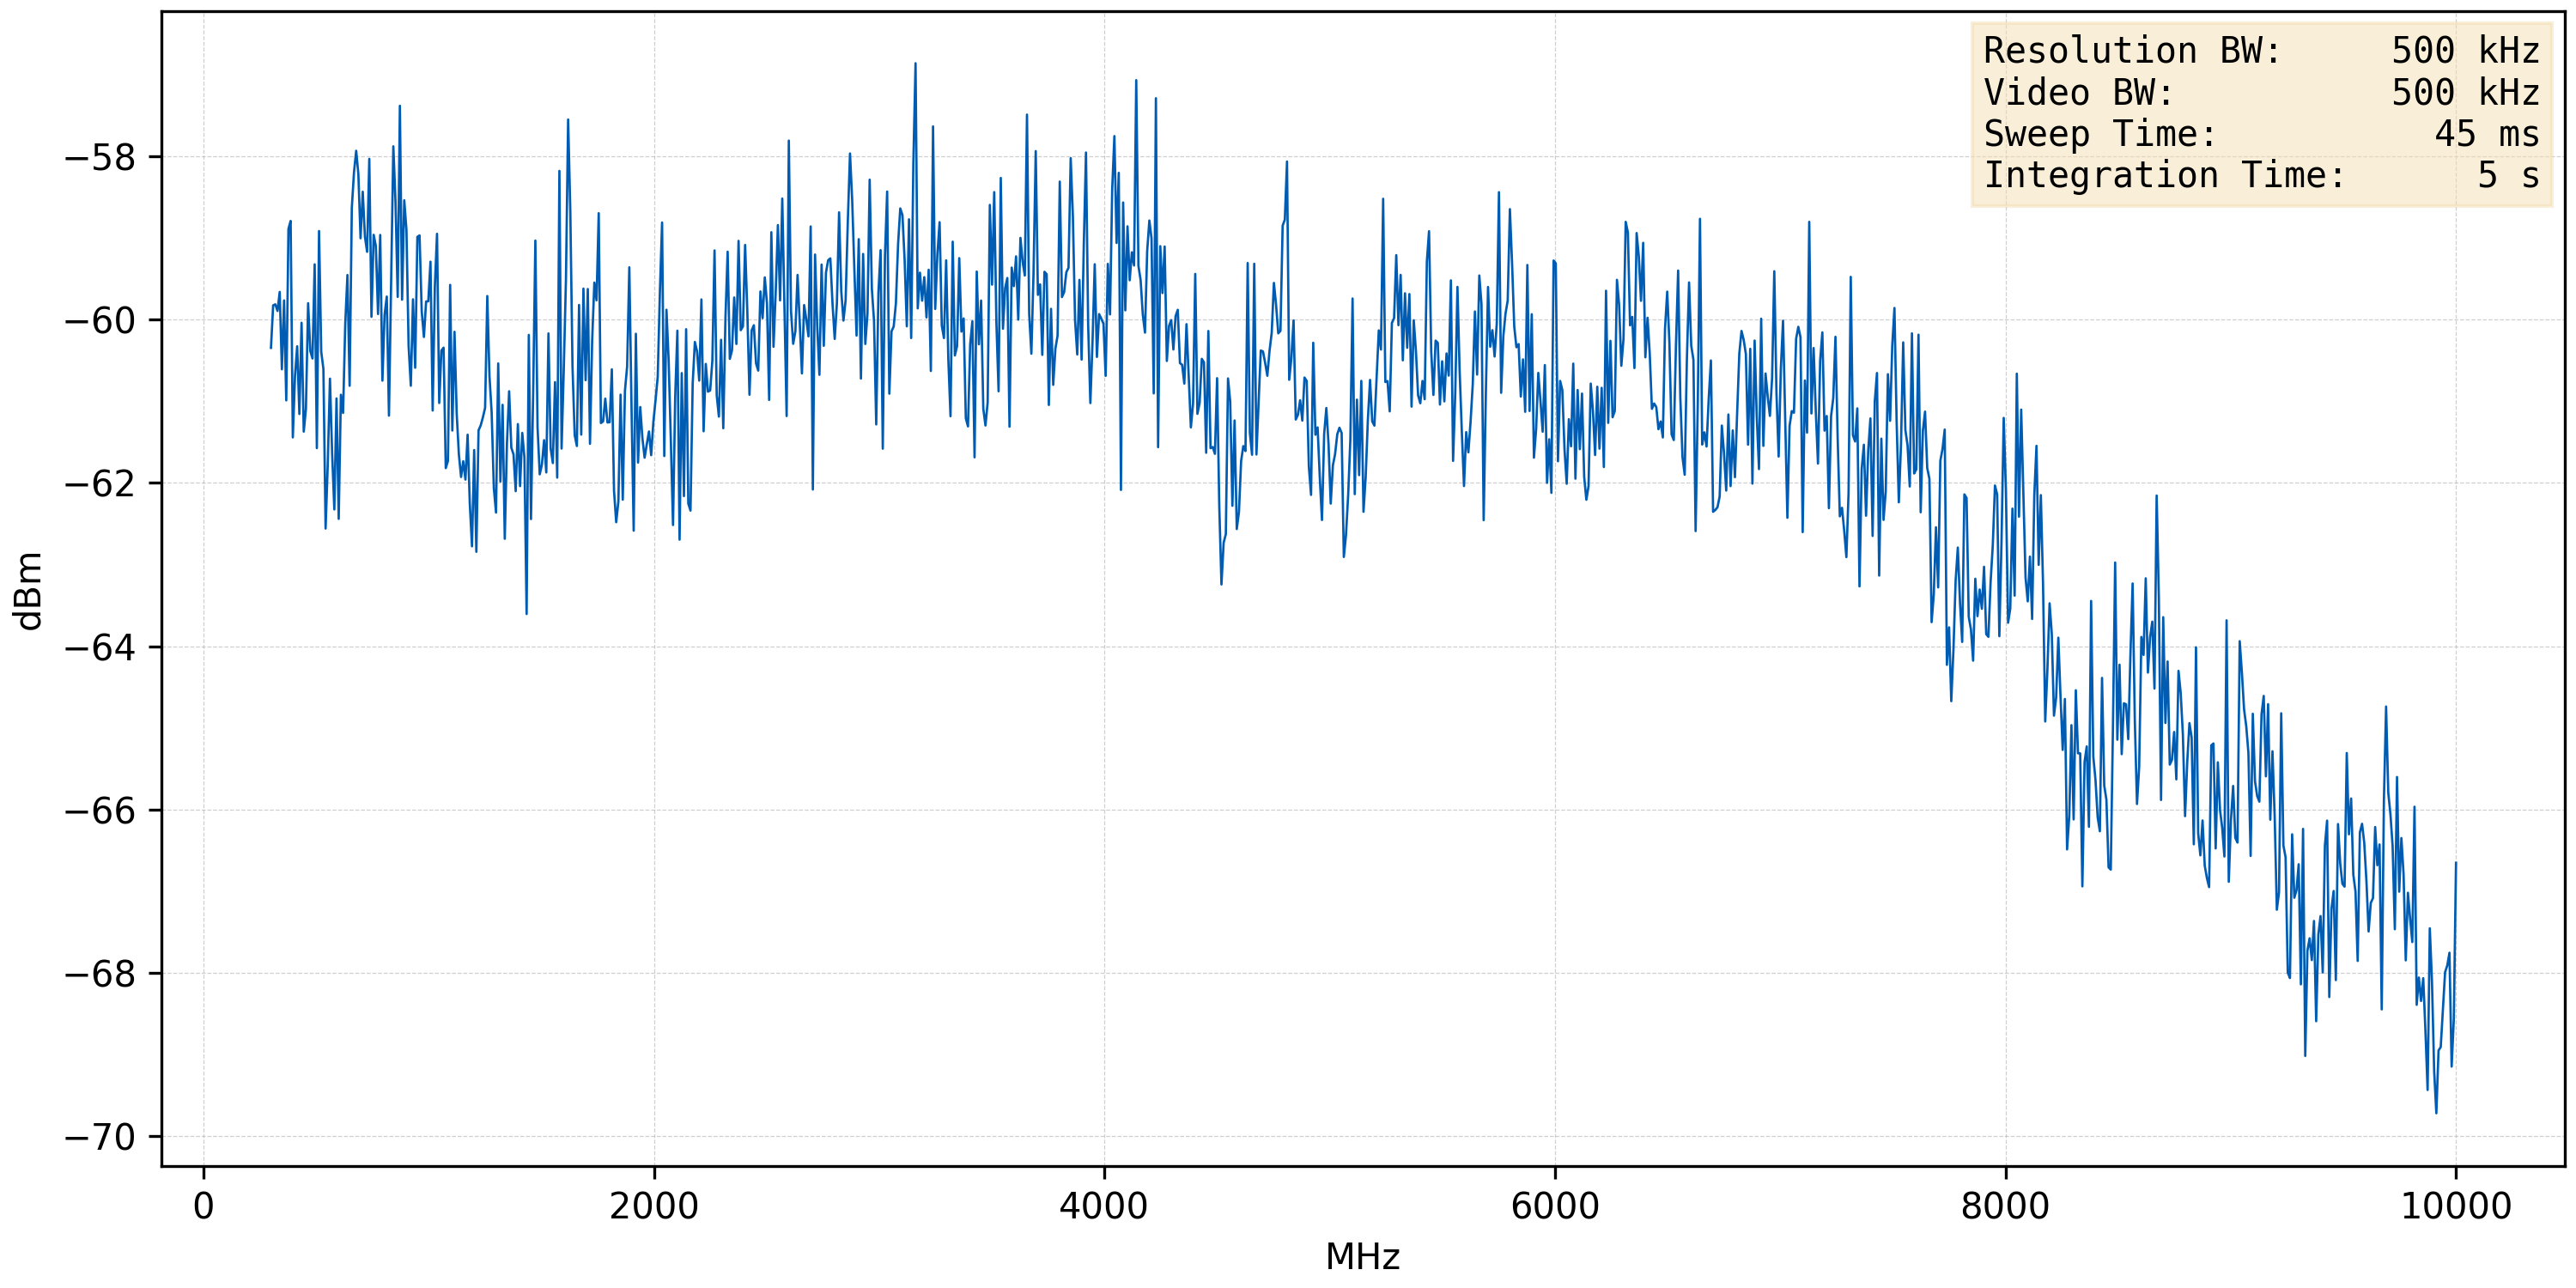 Resolution BW: 500 kHz
Video BW: 500 kHz
Sweep Time: 45 ms
Integration Time: 5 s
−58
−60
−62
−64
−66
−68
−70
dBm
0 2000 4000 6000 8000 10000
MHz